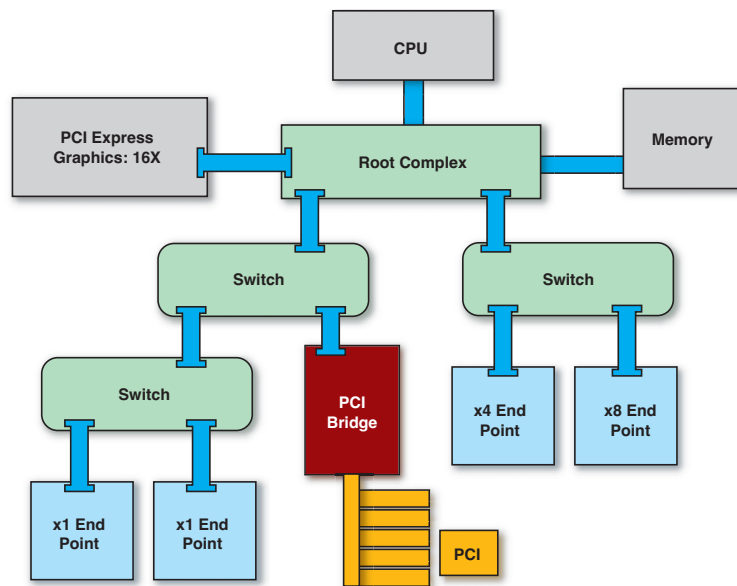 CPU
PCI Express
Graphics: 16X
Root Complex
Memory
Switch
Switch
Switch
PCI
Bridge
x4 End
Point
x8 End
Point
x1 End
Point
x1 End
Point
PCI